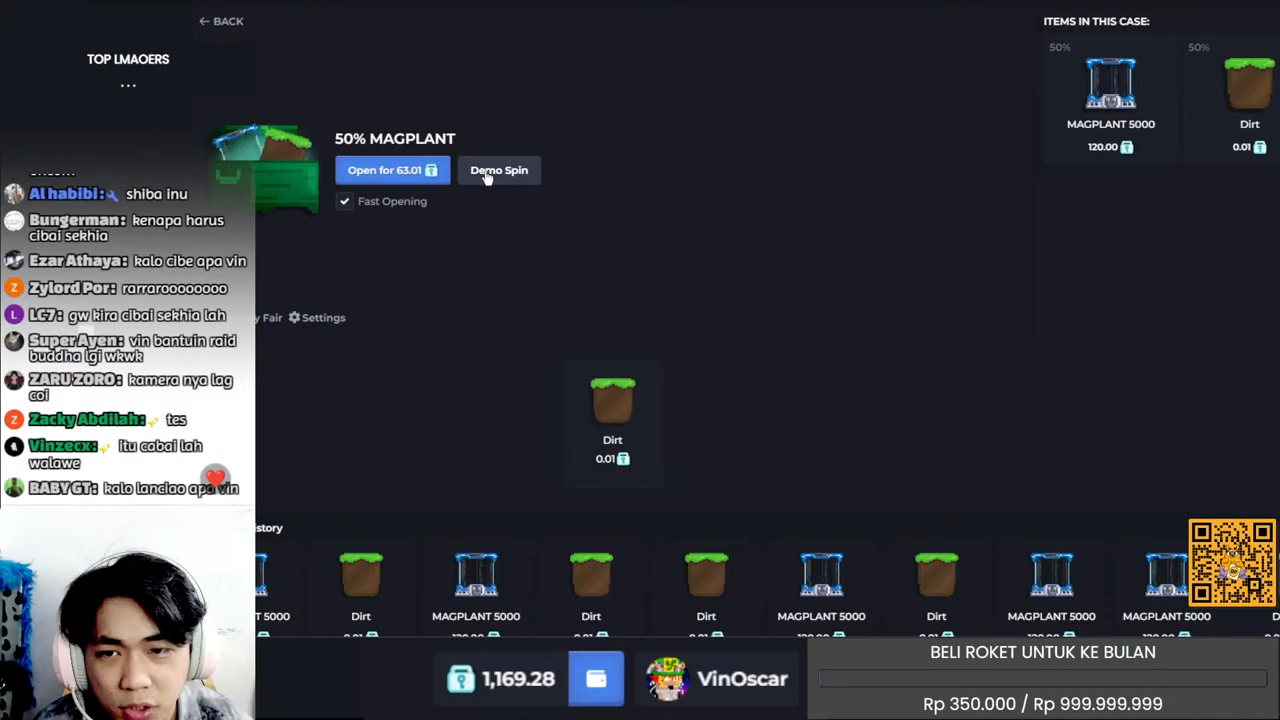 BACK
TOP LMAOERS
...
ITEMS IN THIS CASE:
50%
50%
MAGPLANT 5000
Dirt
120.00
0.01
50% MAGPLANT
Open for 63.01
Demo Spin
Fast Opening
Al habibi: shiba inu
Bungerman: kenapa harus
cibai sekhia
Ezar Athaya: kalo cibe apa vin
Zylord Por: rarraroooooooo
LC7: gw kira cibai sekhia lah
Super Ayen: vin bantuin raid
buddha lgi wkwk
ZARU ZORO: kamera nya lag
coi
Zacky Abdilah: tes
Vinzecx: itu cabai lah
walawe
BABY GT: kalo lanciao apa vin
y Fair
Settings
Dirt
0.01
istory
T 5000
Dirt
MAGPLANT 5000
Dirt
Dirt
MAGPLANT 5000
Dirt
MAGPLANT 5000
MAGPLANT 5000
1,169.28
VinOscar
BELI ROKET UNTUK KE BULAN
Rp 350.000 / Rp 999.999.999